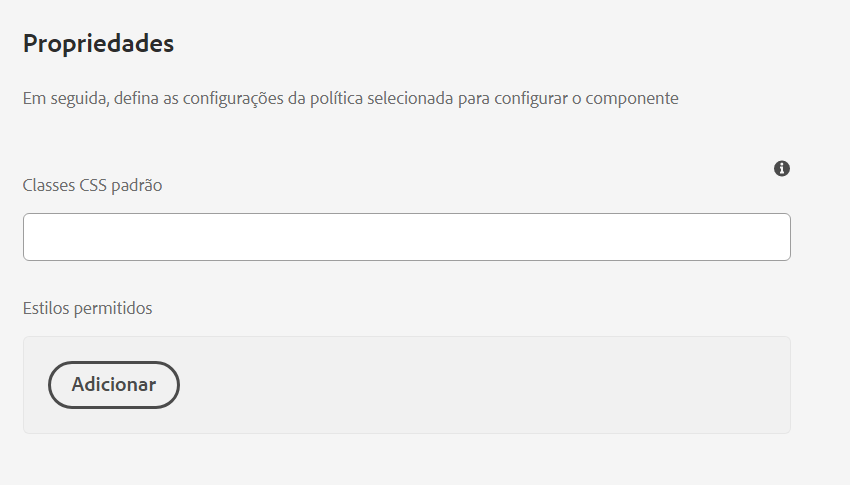 Propriedades
Em seguida, defina as configurações da política selecionada para configurar o componente
Classes CSS padrão
Estilos permitidos
Adicionar